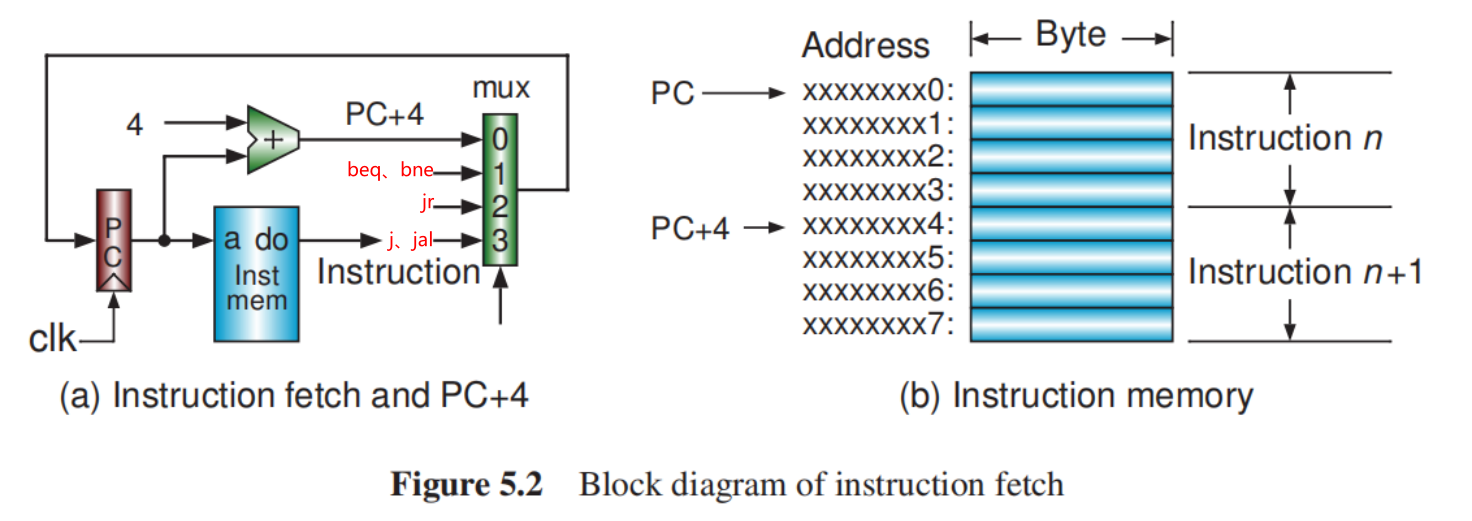 mux
4
PC+4
+
0
beq、bne
1
jr
2
PC
a do
j、jal
3
Inst
mem
Instruction
clk
(a) Instruction fetch and PC+4
Address
Byte
PC
xxxxxxxx0:
xxxxxxxx1:
xxxxxxxx2:
xxxxxxxx3:
PC+4
xxxxxxxx4:
xxxxxxxx5:
xxxxxxxx6:
xxxxxxxx7:
Instruction n
Instruction n+1
(b) Instruction memory
Figure 5.2 Block diagram of instruction fetch